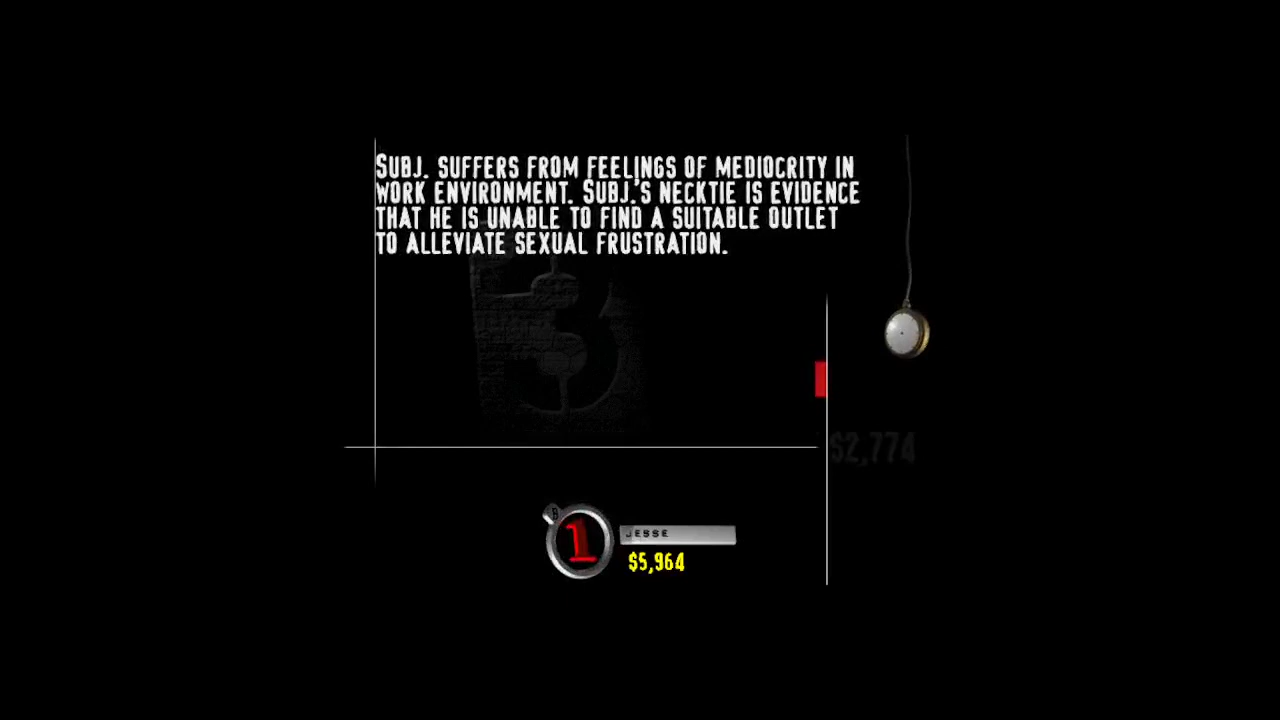 SUBJ. SUFFERS FROM FEELINGS OF MEDIOCRITY IN
WORK ENVIRONMENT. SUBJ.'S NECKTIE IS EVIDENCE
THAT HE IS UNABLE TO FIND A SUITABLE OUTLET
TO ALLEVIATE SEXUAL FRUSTRATION.
3
$2,774
1
JESSE
$5,964